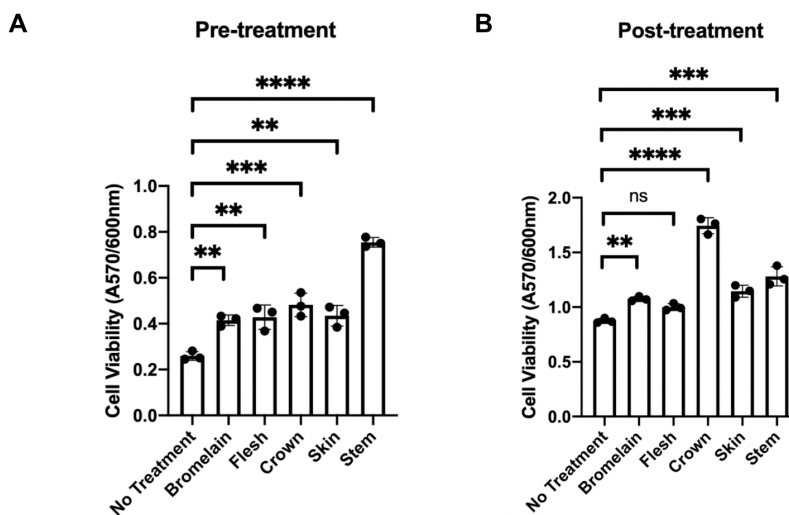 A
Pre-treatment
****
**
***
**
**
Cell Viability (A570/600nm)
1.0
0.8
0.6
0.4
0.2
0.0
No Treatment
Bromelain
Flesh
Crown
Skin
Stem
B
Post-treatment
***
***
****
ns
**
Cell Viability (A570/600nm)
2.0
1.5
1.0
0.5
0.0
No Treatment
Bromelain
Flesh
Crown
Skin
Stem